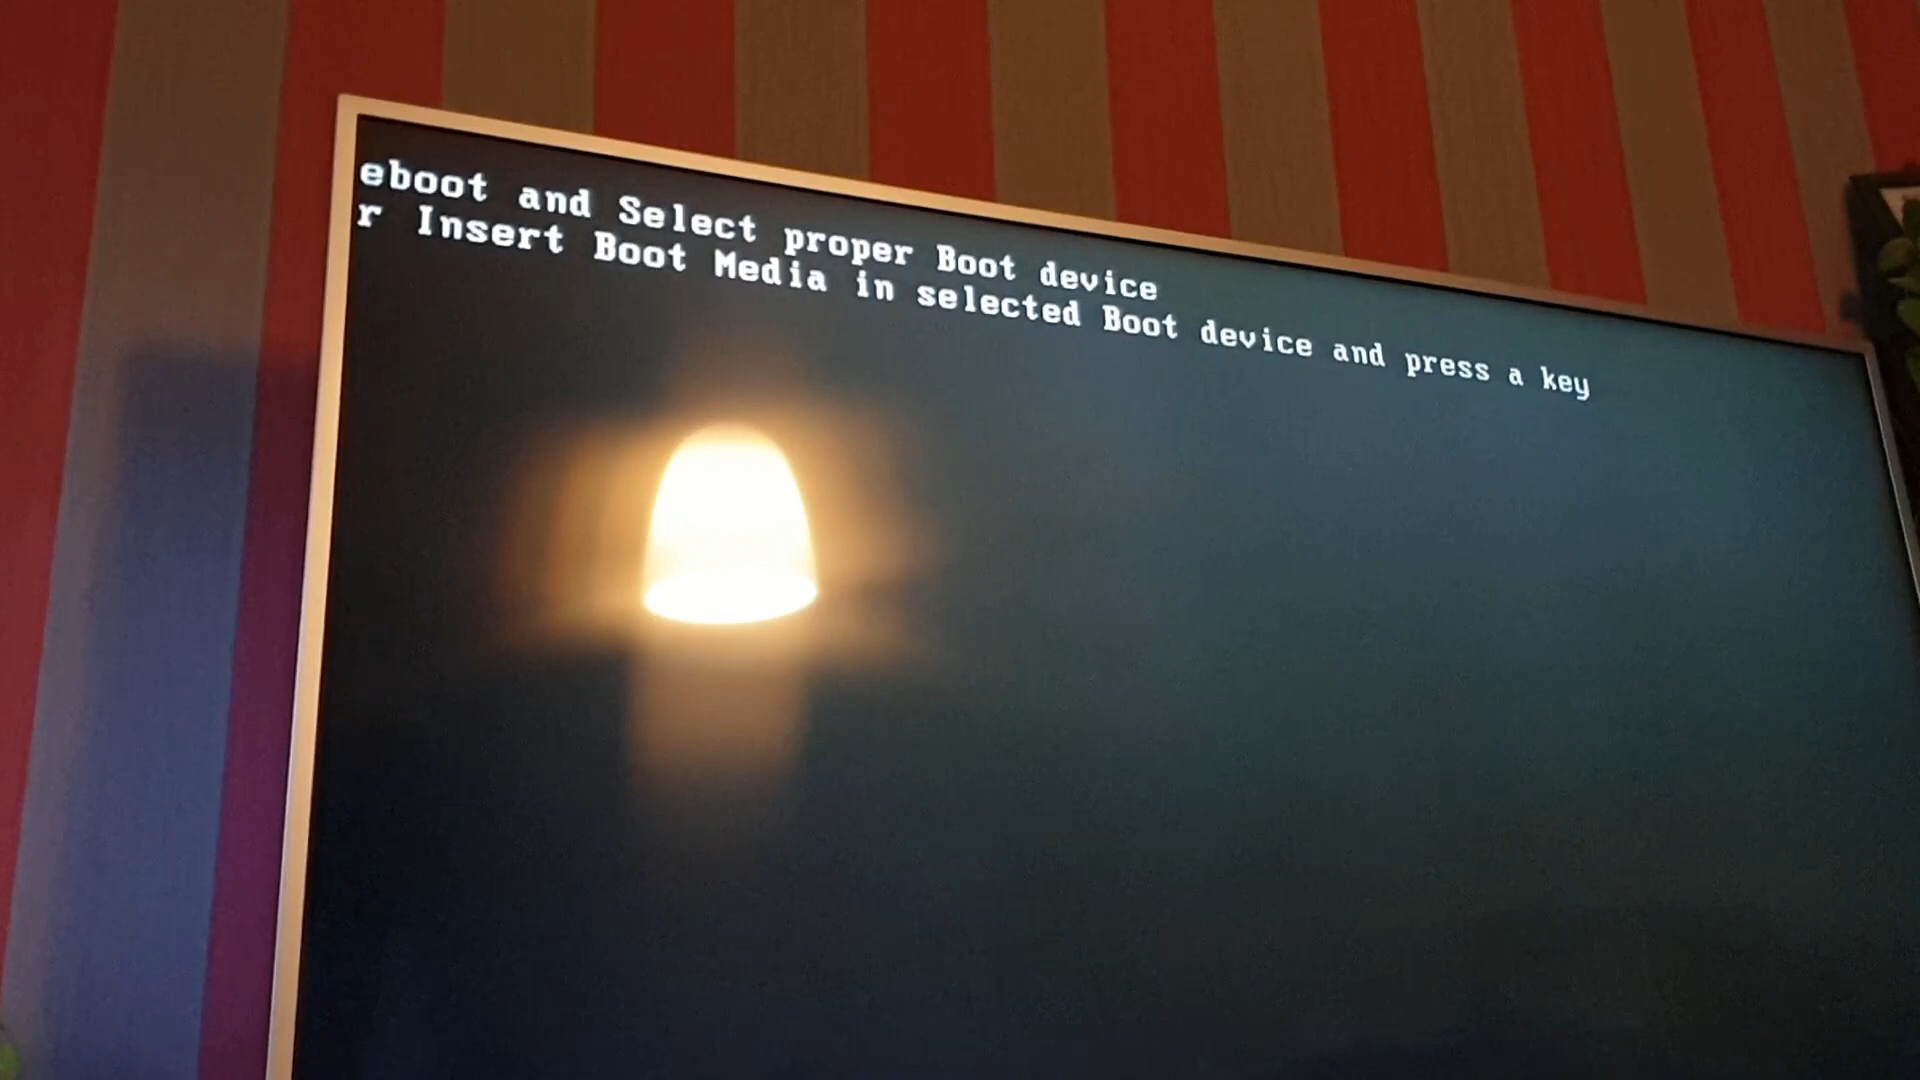 eboot and Select proper Boot device
r Insert Boot Media in selected Boot device and press a key